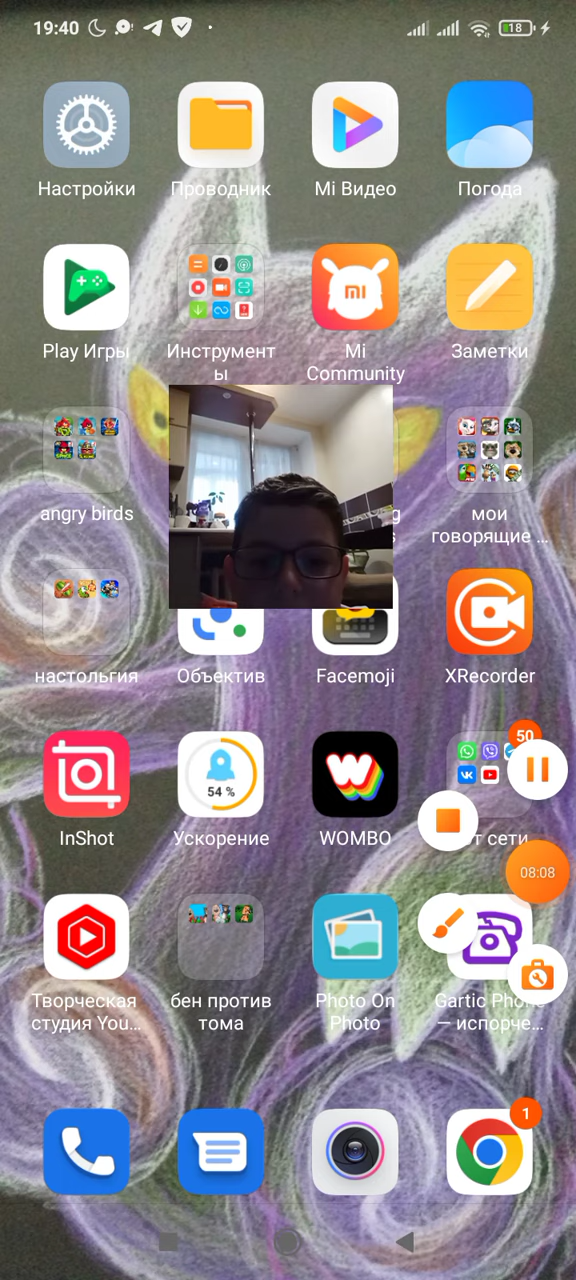 19:40
18
Настройки
Проводник
Mi Видео
Погода
Play Игры
Инструмент
ы
Mi
Community
Заметки
angry birds
мои
говорящие ...
настольгия
Объектив
Facemoji
XRecorder
54 %
50
InShot
Ускорение
WOMBO
сети
08:08
Творческая
студия You...
бен против
тома
Photo On
Photo
Gartic Phone
— испорче...
1